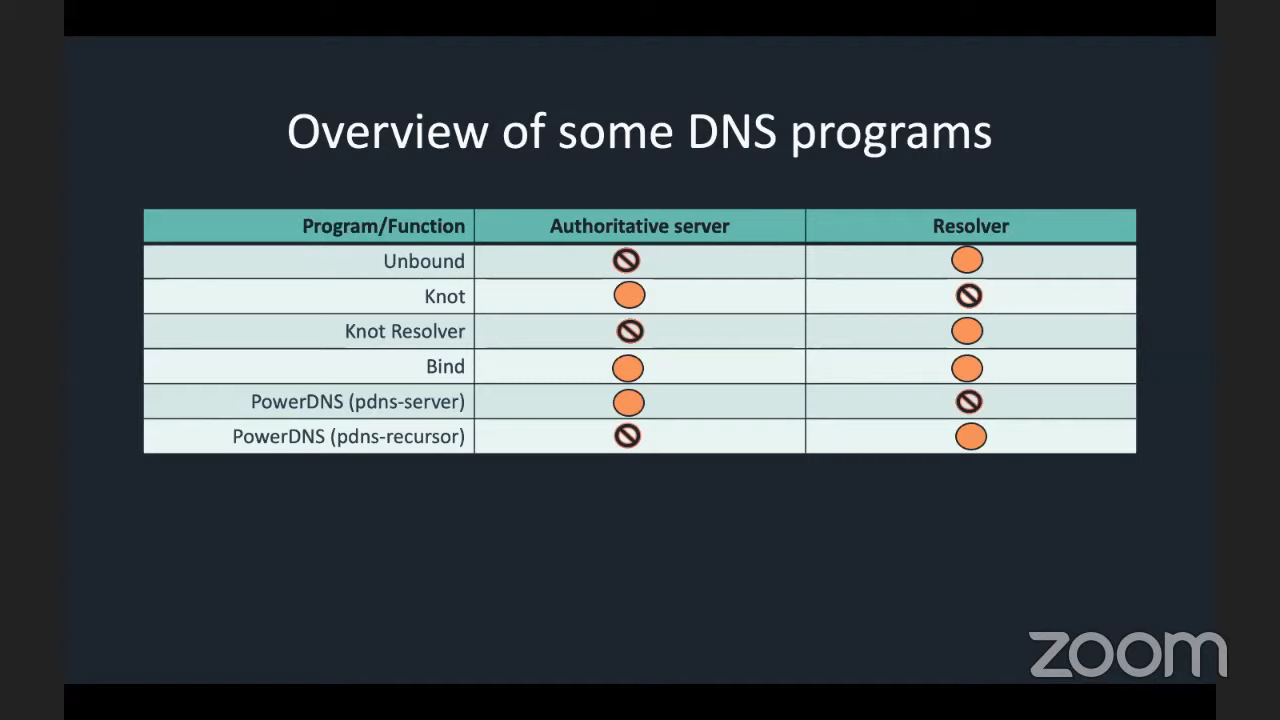 Overview of some DNS programs
Program/Function Authoritative server Resolver
Unbound
Knot
Knot Resolver
Bind
PowerDNS (pdns-server)
PowerDNS (pdns-recursor)
zoom